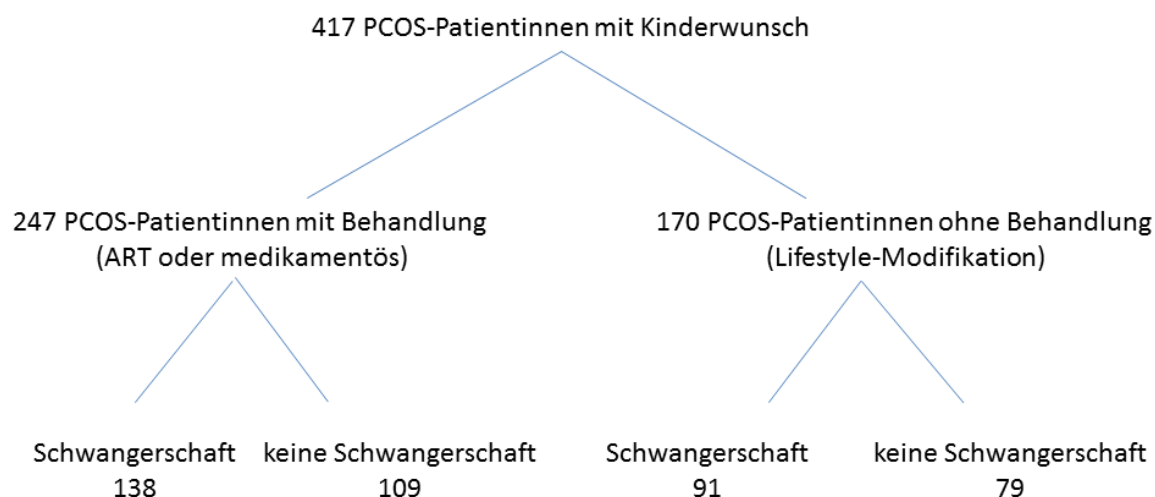 417 PCOS-Patientinnen mit Kinderwunsch
247 PCOS-Patientinnen mit Behandlung
(ART oder medikamentös)
170 PCOS-Patientinnen ohne Behandlung
(Lifestyle-Modifikation)
Schwangerschaft
138
keine Schwangerschaft
109
Schwangerschaft
91
keine Schwangerschaft
79